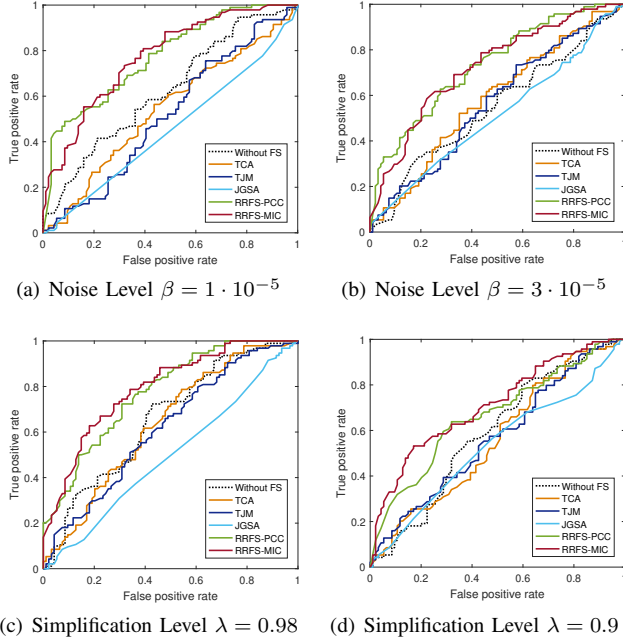 1
0.8
0.6
0.4
0.2
0
0 0.2 0.4 0.6 0.8 1
True positive rate
False positive rate
Without FS
TCA
TJM
JGSA
RRFS-PCC
RRFS-MIC
(a) Noise Level β = 1 · 10⁻⁵
1
0.8
0.6
0.4
0.2
0
0 0.2 0.4 0.6 0.8 1
True positive rate
False positive rate
Without FS
TCA
TJM
JGSA
RRFS-PCC
RRFS-MIC
(b) Noise Level β = 3 · 10⁻⁵
1
0.8
0.6
0.4
0.2
0
0 0.2 0.4 0.6 0.8 1
True positive rate
False positive rate
Without FS
TCA
TJM
JGSA
RRFS-PCC
RRFS-MIC
(c) Simplification Level λ = 0.98
1
0.8
0.6
0.4
0.2
0
0 0.2 0.4 0.6 0.8 1
True positive rate
False positive rate
Without FS
TCA
TJM
JGSA
RRFS-PCC
RRFS-MIC
(d) Simplification Level λ = 0.9